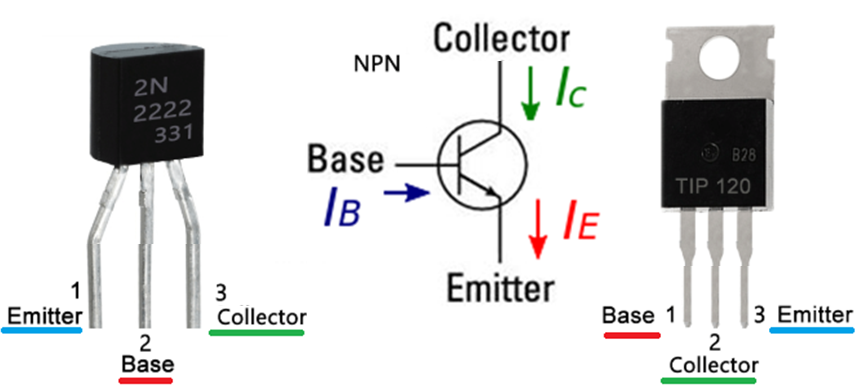 2N
2222
331
1
Emitter
2
Base
3
Collector
NPN
Collector
IC
Base
IB
IE
Emitter
B28
TIP 120
Base 1
2
Collector
3 Emitter